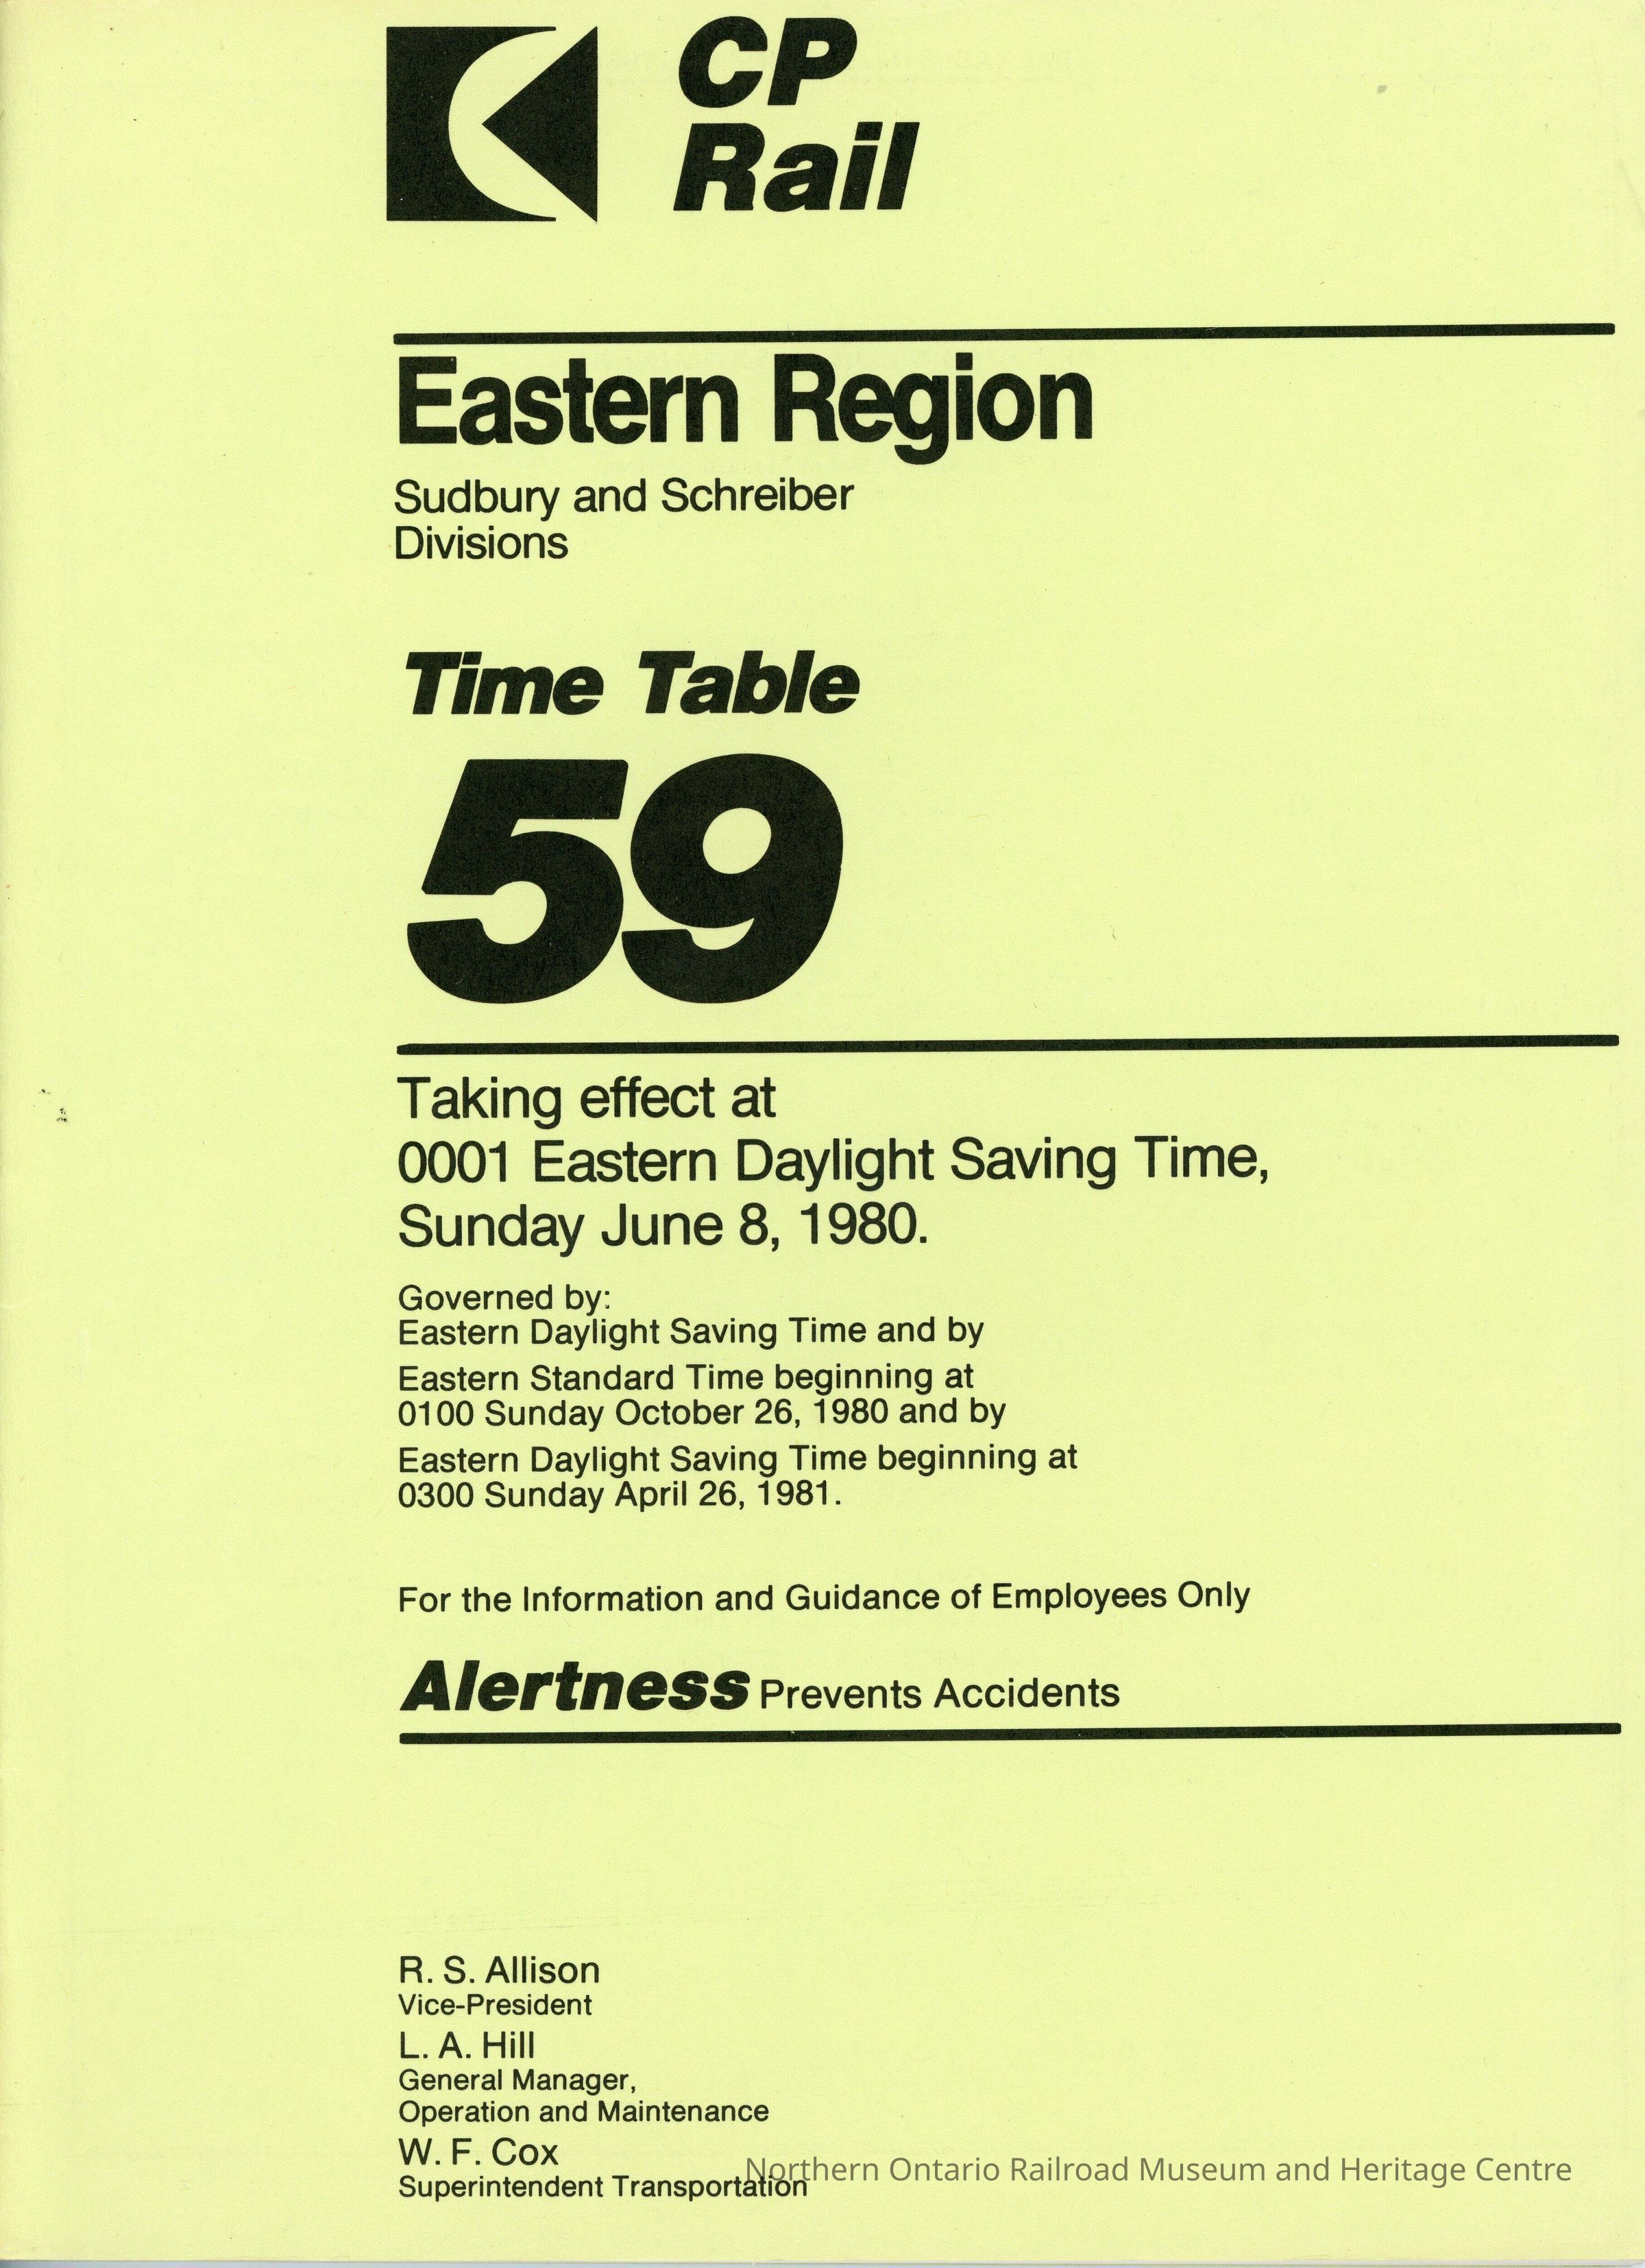 CP
Rail
Eastern Region
Sudbury and Schreiber
Divisions
Time Table
59
Taking effect at
0001 Eastern Daylight Saving Time,
Sunday June 8, 1980.
Governed by:
Eastern Daylight Saving Time and by
Eastern Standard Time beginning at
0100 Sunday October 26, 1980 and by
Eastern Daylight Saving Time beginning at
0300 Sunday April 26, 1981.
For the Information and Guidance of Employees Only
Alertness Prevents Accidents
R. S. Allison
Vice-President
L. A. Hill
General Manager,
Operation and Maintenance
W. F. Cox
Superintendent Transportation
Northern Ontario Railroad Museum and Heritage Centre